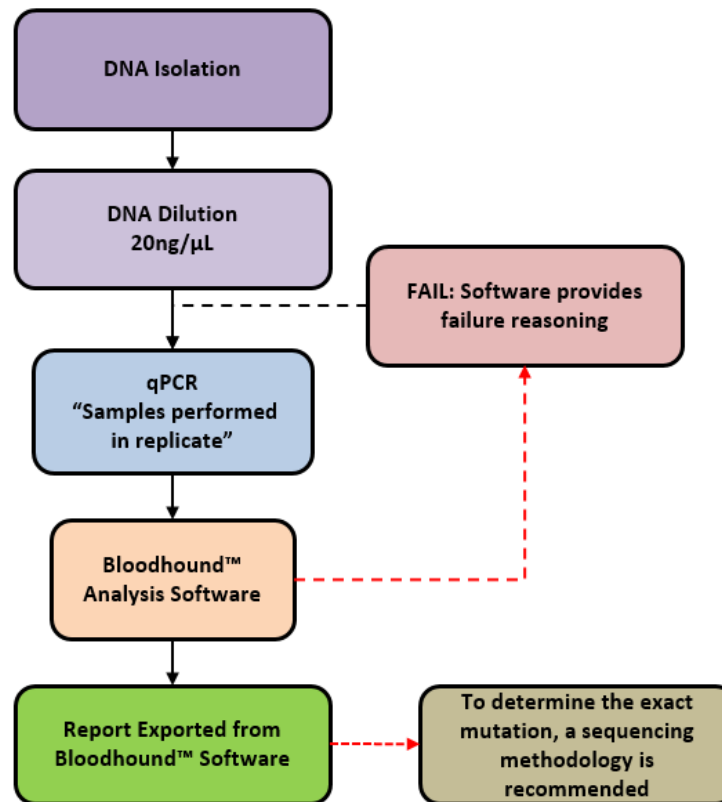 DNA Isolation
DNA Dilution
20ng/µL
FAIL: Software provides
failure reasoning
qPCR
“Samples performed
in replicate”
Bloodhound™
Analysis Software
Report Exported from
Bloodhound™ Software
To determine the exact
mutation, a sequencing
methodology is
recommended